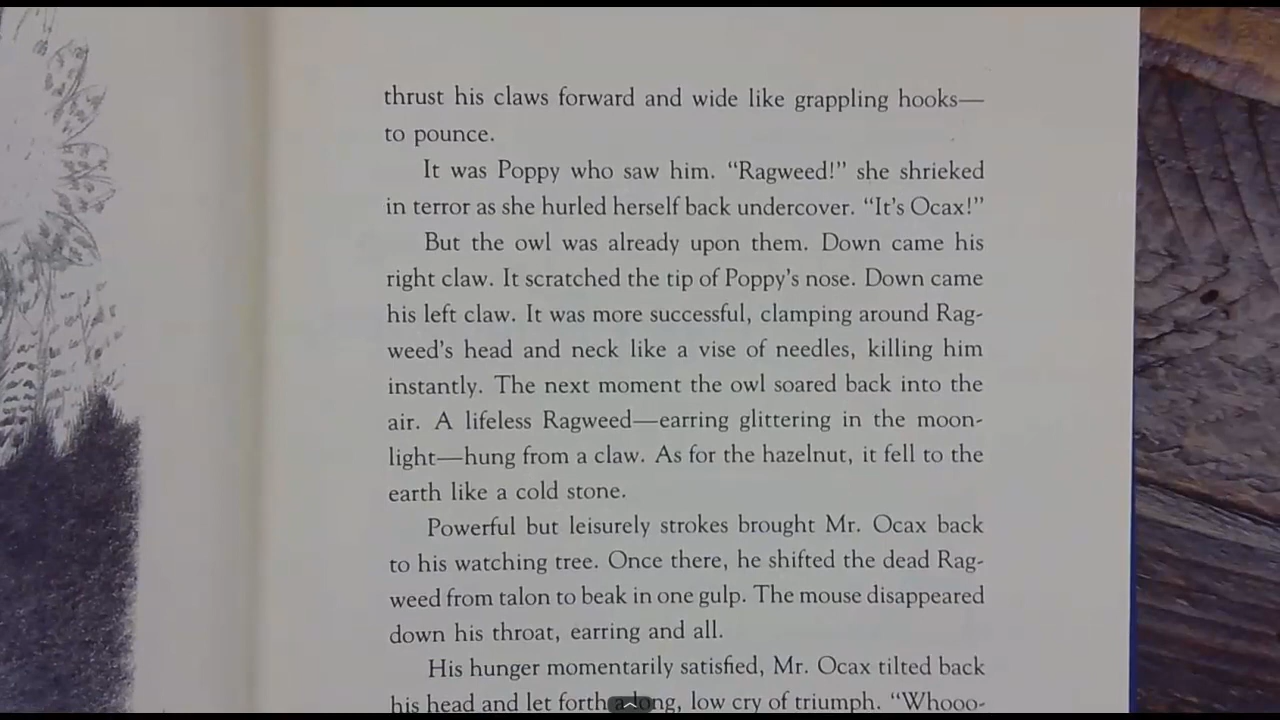 thrust his claws forward and wide like grappling hooks—
to pounce.
It was Poppy who saw him. “Ragweed!” she shrieked
in terror as she hurled herself back undercover. “It’s Ocax!”
But the owl was already upon them. Down came his
right claw. It scratched the tip of Poppy’s nose. Down came
his left claw. It was more successful, clamping around Rag-
weed’s head and neck like a vise of needles, killing him
instantly. The next moment the owl soared back into the
air. A lifeless Ragweed—earring glittering in the moon-
light—hung from a claw. As for the hazelnut, it fell to the
earth like a cold stone.
Powerful but leisurely strokes brought Mr. Ocax back
to his watching tree. Once there, he shifted the dead Rag-
weed from talon to beak in one gulp. The mouse disappeared
down his throat, earring and all.
His hunger momentarily satisfied, Mr. Ocax tilted back
his head and let forth a long, low cry of triumph. “Whooo-